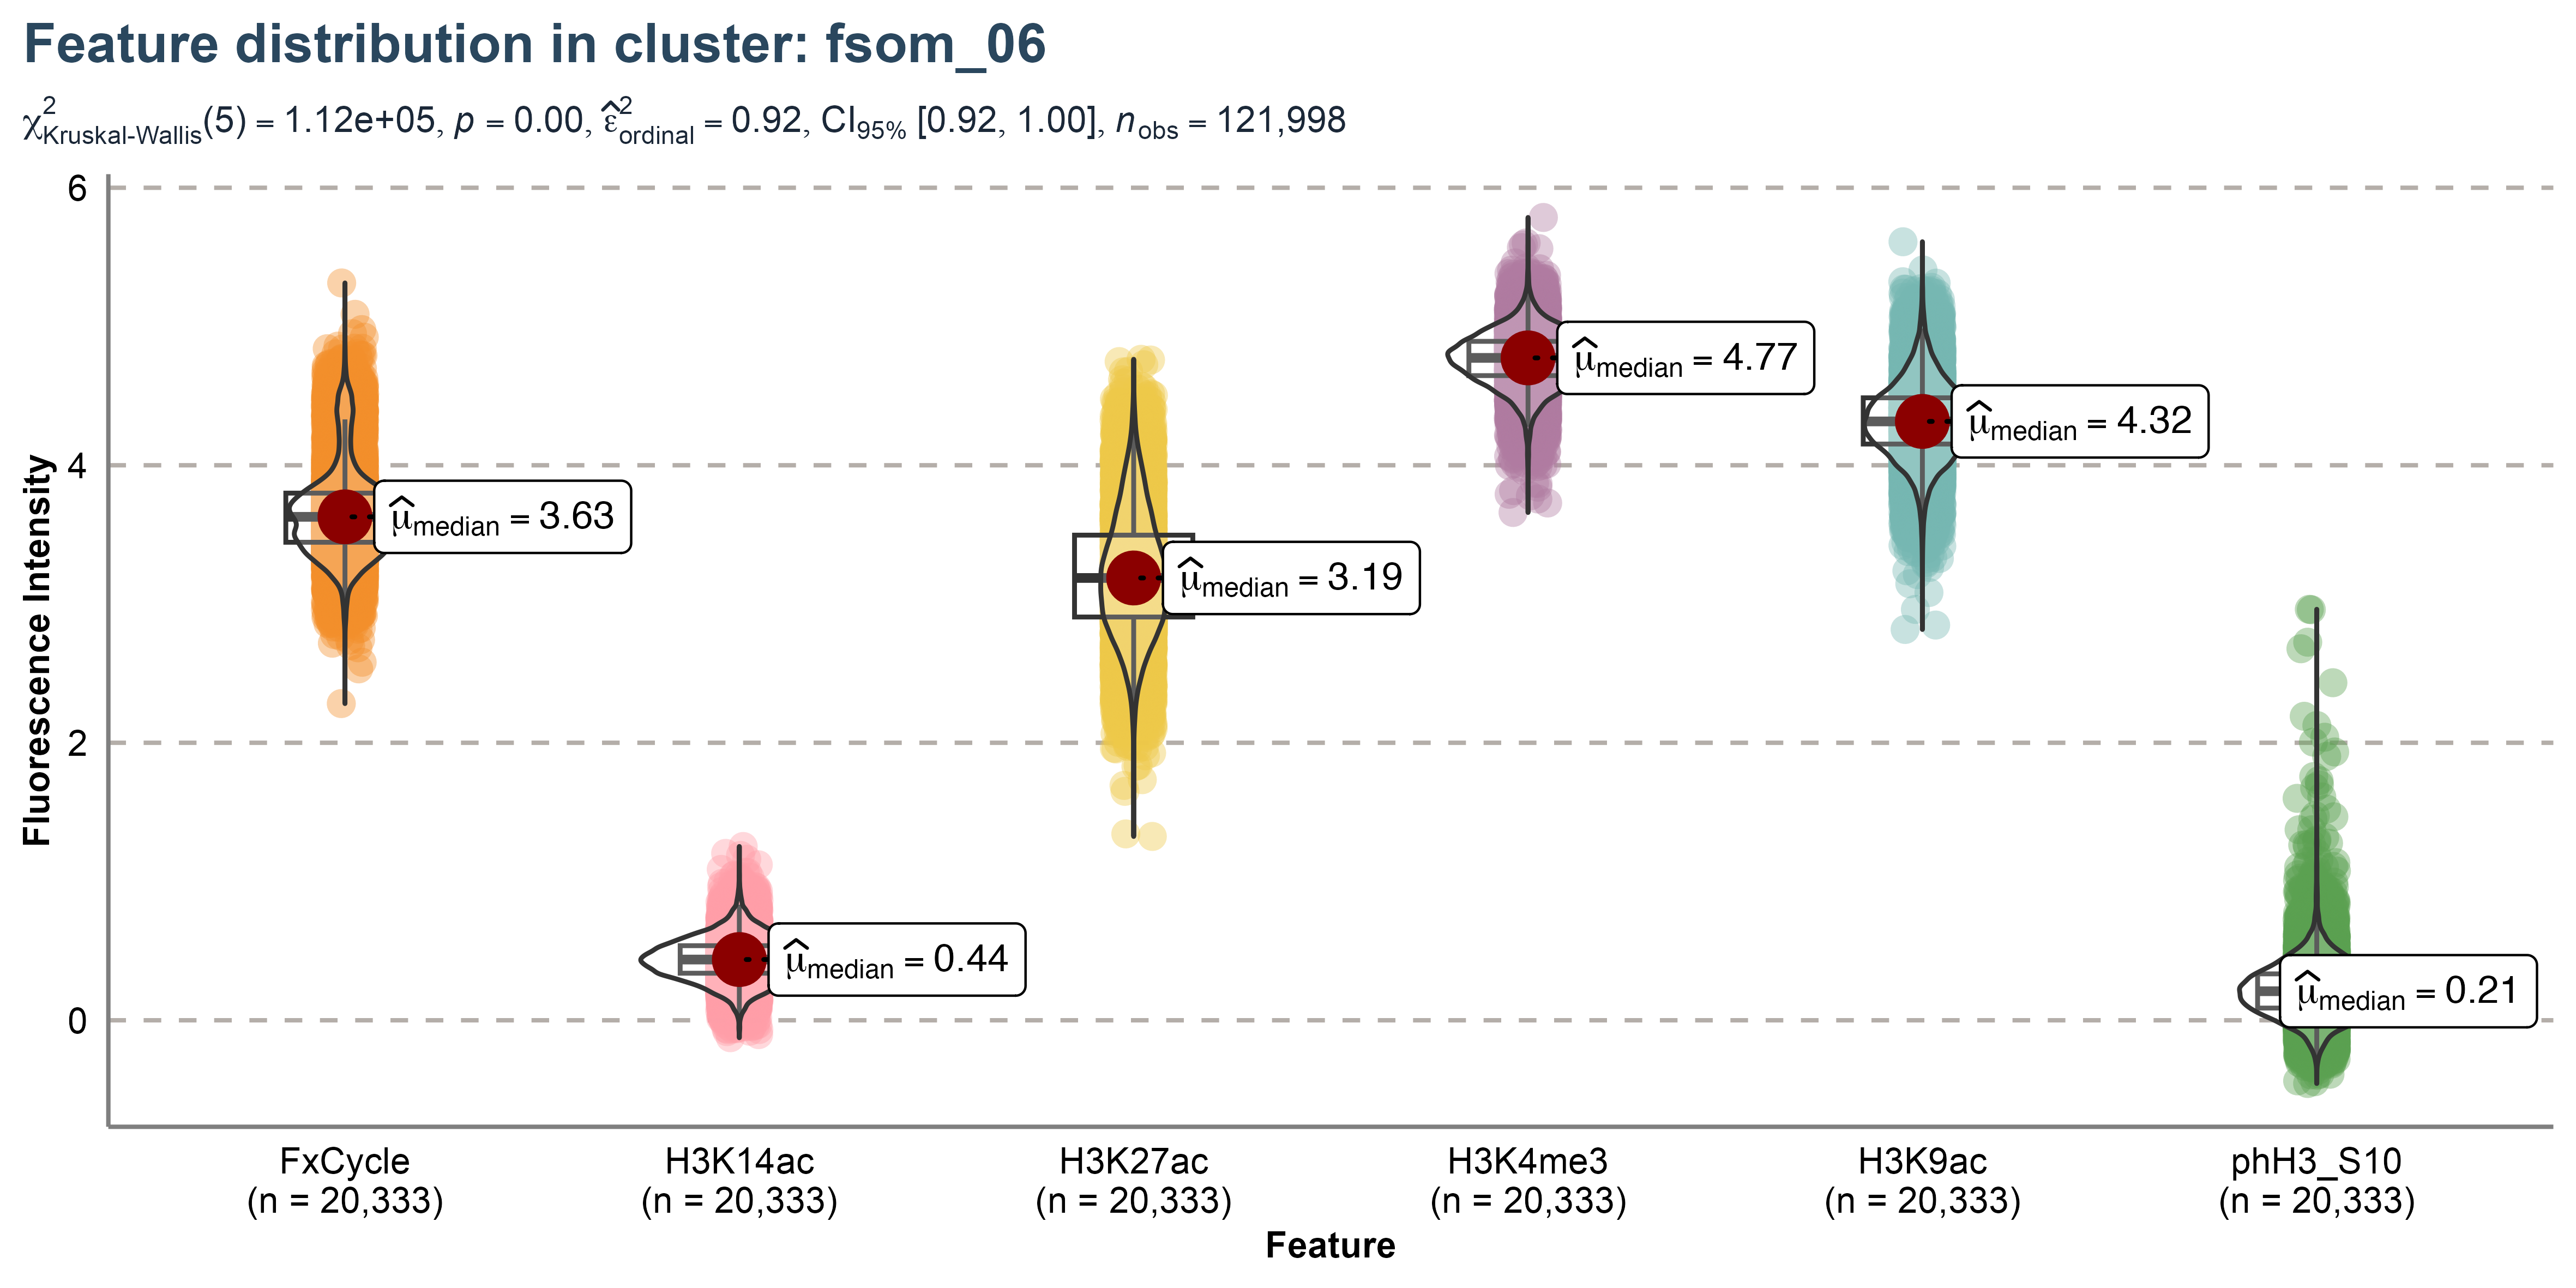 Feature distribution in cluster: fsom_06
χ²Kruskal-Wallis(5) = 1.12e+05, p = 0.00, ε̂²ordinal = 0.92, CI95% [0.92, 1.00], nobs = 121,998
Fluorescence Intensity
6
4
2
0
μ̂median = 3.63
μ̂median = 0.44
μ̂median = 3.19
μ̂median = 4.77
μ̂median = 4.32
μ̂median = 0.21
FxCycle
(n = 20,333)
H3K14ac
(n = 20,333)
H3K27ac
(n = 20,333)
H3K4me3
(n = 20,333)
H3K9ac
(n = 20,333)
phH3_S10
(n = 20,333)
Feature